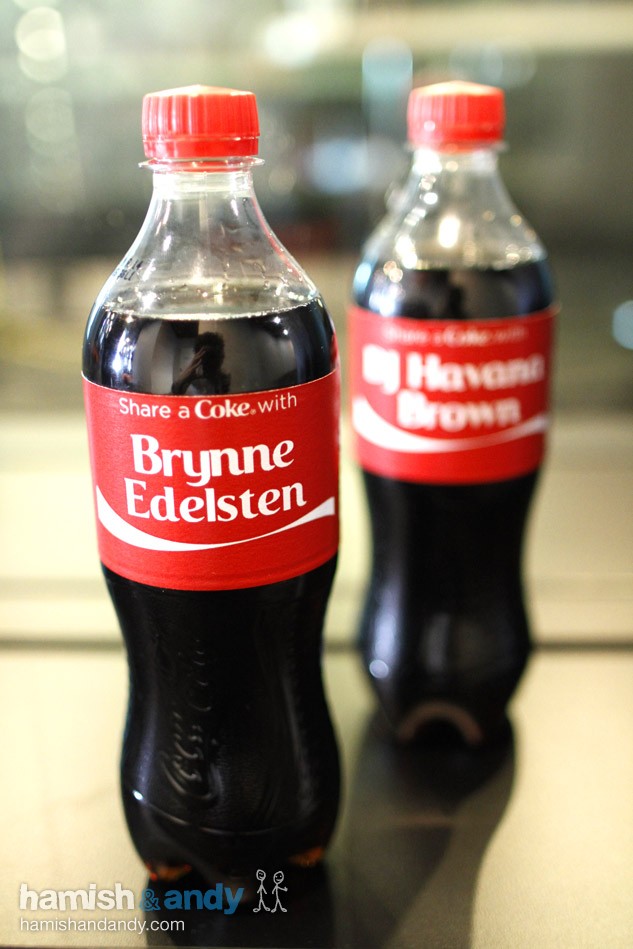 Share a Coke with
Brynne
Edelsten
Share a Coke with
DJ Havana
Brown
hamish&andy
hamishandandy.com